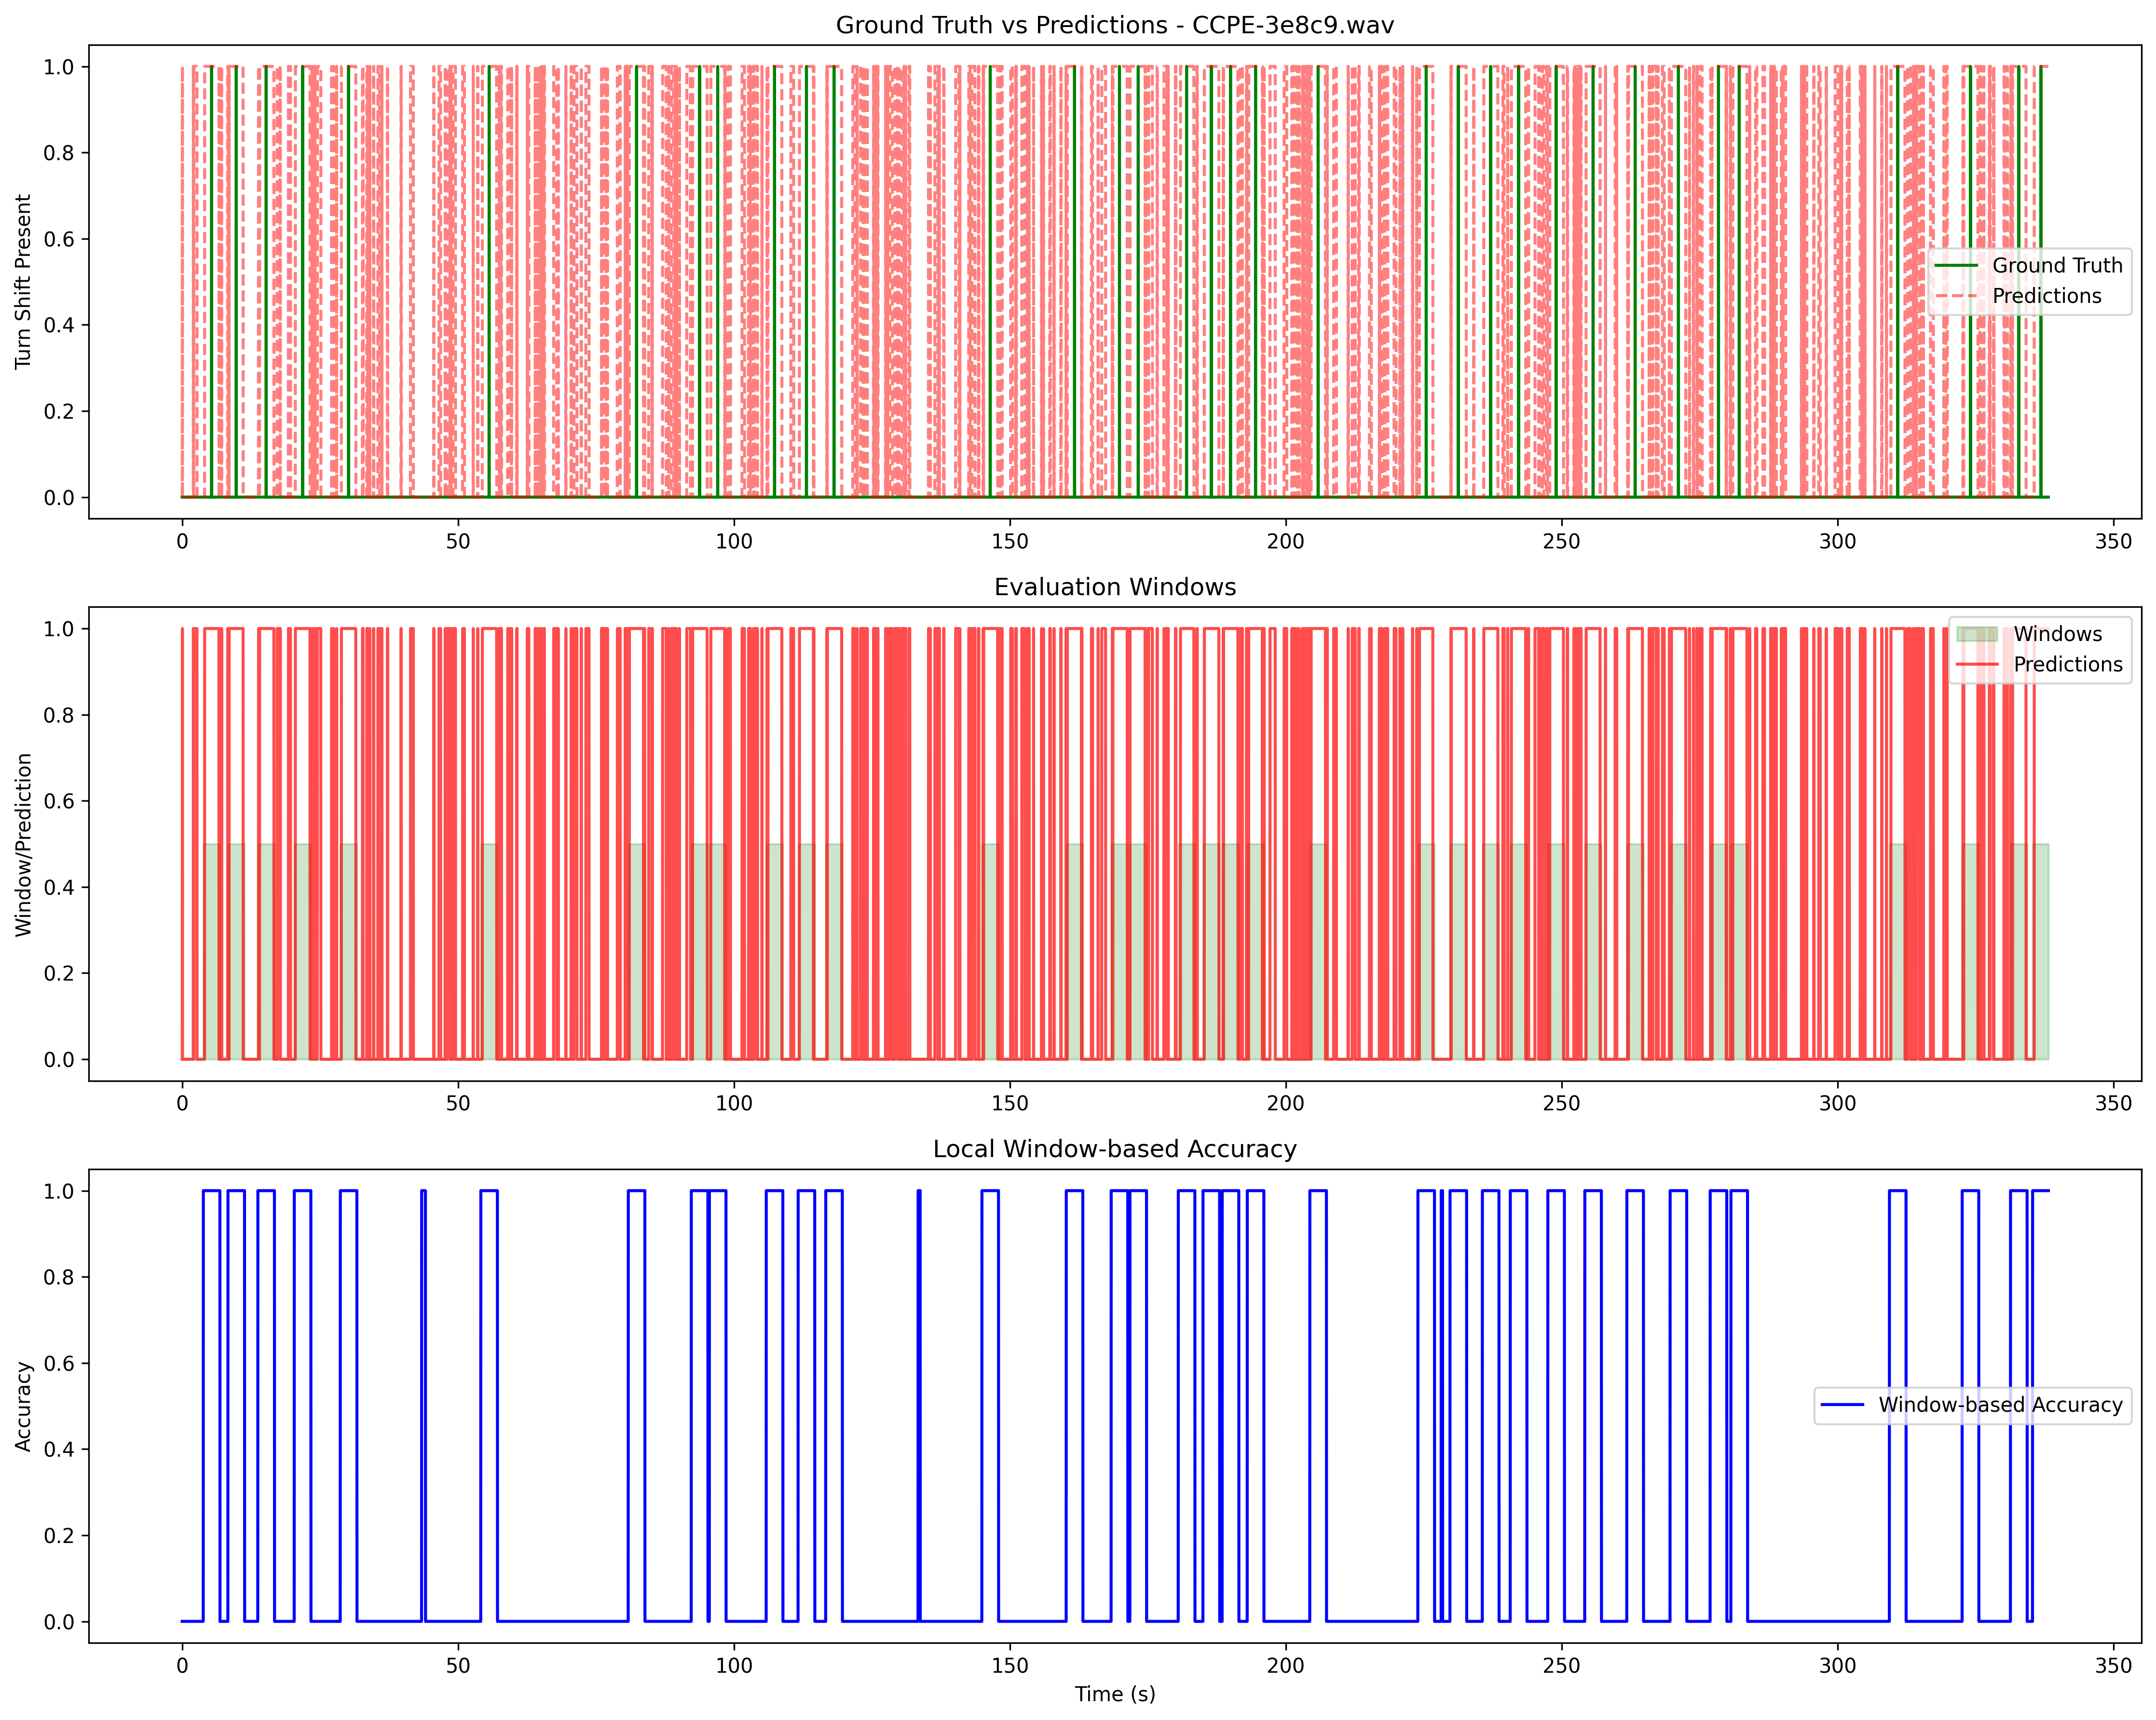 Ground Truth vs Predictions - CCPE-3e8c9.wav
Turn Shift Present
1.0
0.8
0.6
0.4
0.2
0.0
Ground Truth
Predictions
0 50 100 150 200 250 300 350
Evaluation Windows
Window/Prediction
1.0
0.8
0.6
0.4
0.2
0.0
Windows
Predictions
0 50 100 150 200 250 300 350
Local Window-based Accuracy
Accuracy
1.0
0.8
0.6
0.4
0.2
0.0
Window-based Accuracy
0 50 100 150 200 250 300 350
Time (s)